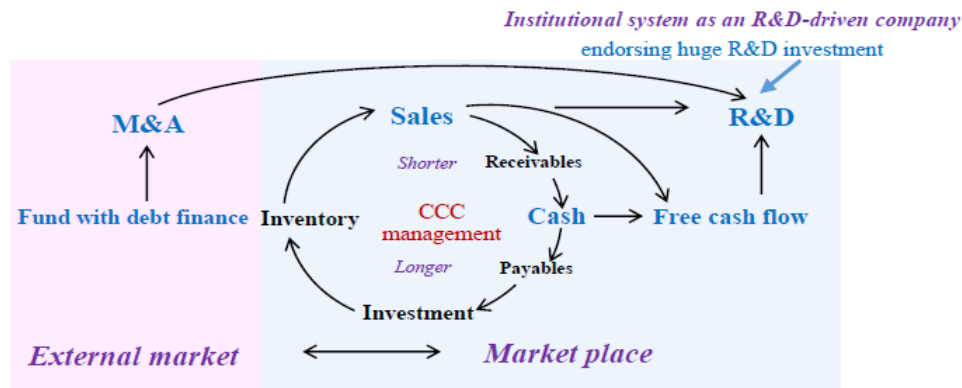 Institutional system as an R&D-driven company
endorsing huge R&D investment
M&A
Sales
R&D
Shorter
Receivables
Fund with debt finance
Inventory
CCC
management
Cash
Free cash flow
Longer
Payables
Investment
External market
Market place